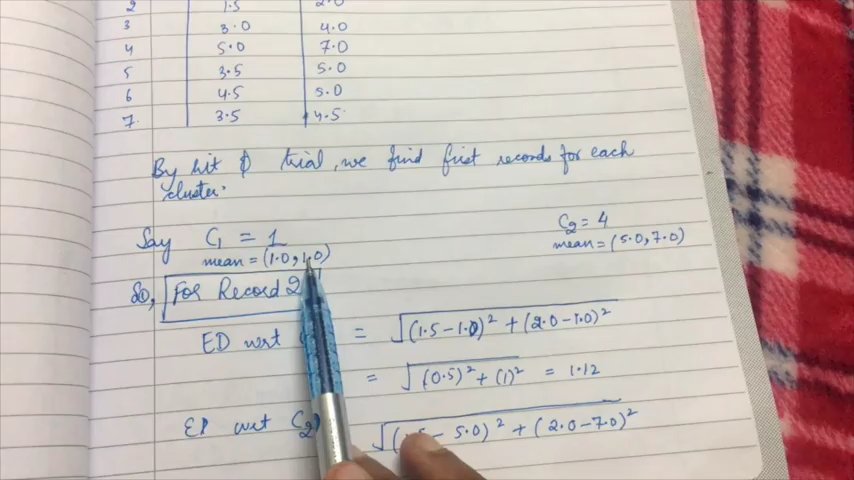 2 1.5 2.0
3 3.0 4.0
4 5.0 7.0
5 3.5 5.0
6 4.5 5.0
7. 3.5 4.5
By hit & trial, we find first records for each
cluster.
Say C₁ = 1 C₂ = 4
mean = (1.0, 1.0) mean = (5.0, 7.0)
So, For Record 2
ED wrt = √(1.5-1.0)² + (2.0-1.0)²
= √(0.5)² + (1)² = 1.12
ED wrt C₂ √( - 5.0)² + (2.0-7.0)²